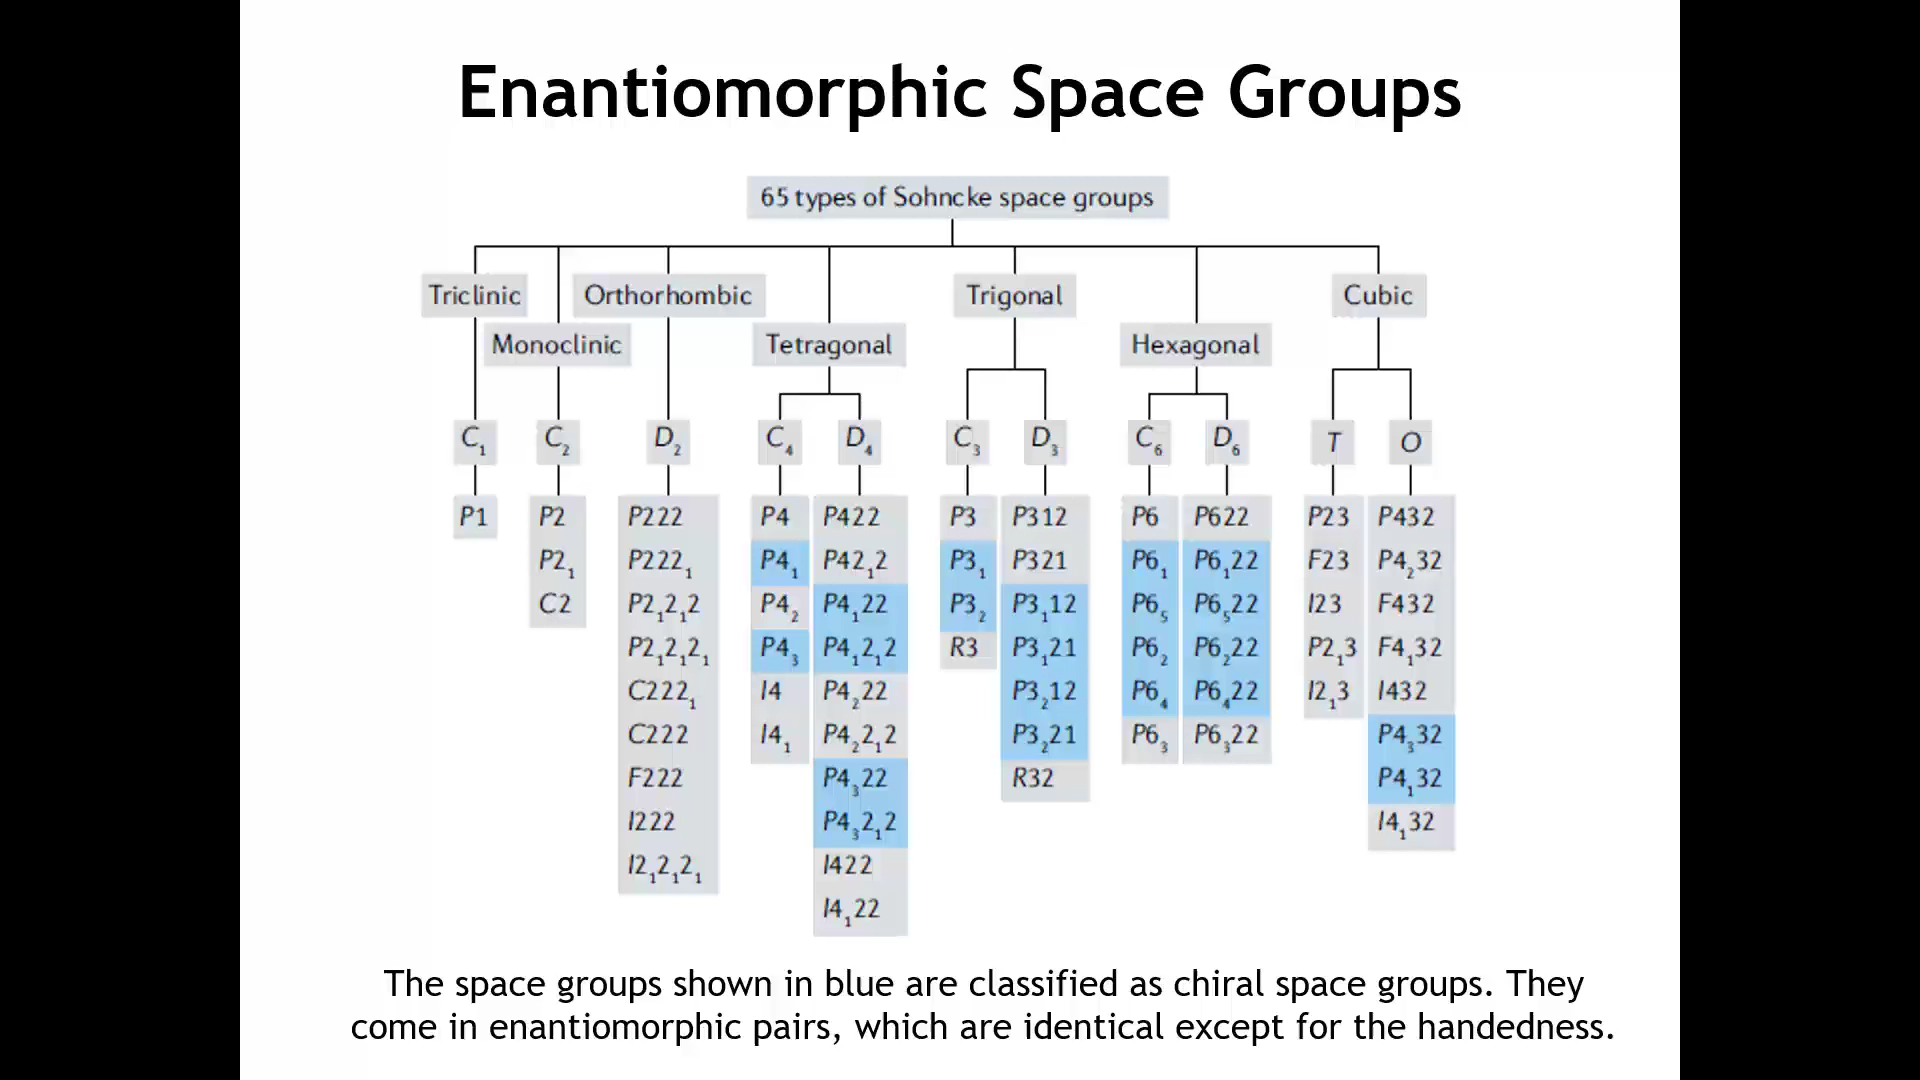 Enantiomorphic Space Groups
65 types of Sohncke space groups
Triclinic
Monoclinic
Orthorhombic
Tetragonal
Trigonal
Hexagonal
Cubic
C₁
C₂
D₂
C₄
D₄
C₃
D₃
C₆
D₆
T
O
P1
P2
P2₁
C2
P222
P222₁
P2₁2₁2
P2₁2₁2₁
C222₁
C222
F222
I222
I2₁2₁2₁
P4
P4₁
P4₂
P4₃
I4
I4₁
P422
P42₁2
P4₁22
P4₁2₁2
P4₂22
P4₂2₁2
P4₃22
P4₃2₁2
I422
I4₁22
P3
P3₁
P3₂
R3
P312
P321
P3₁12
P3₁21
P3₂12
P3₂21
R32
P6
P6₁
P6₅
P6₂
P6₄
P6₃
P622
P6₁22
P6₅22
P6₂22
P6₄22
P6₃22
P23
F23
I23
P2₁3
I2₁3
P432
P4₂32
F432
F4₁32
I432
P4₃32
P4₁32
I4₁32
The space groups shown in blue are classified as chiral space groups. They
come in enantiomorphic pairs, which are identical except for the handedness.